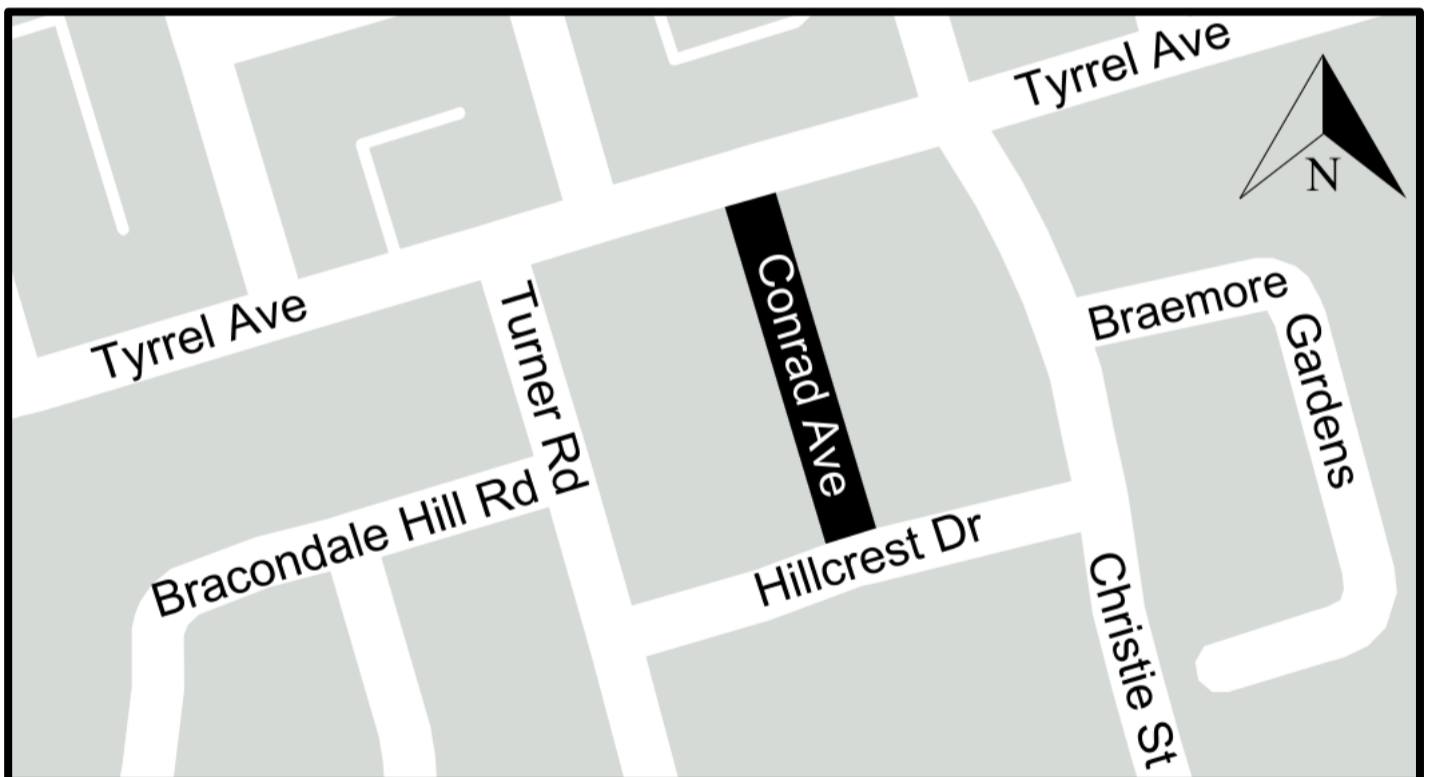 Tyrrel Ave
N
Conrad Ave
Braemore
Gardens
Tyrrel Ave
Turner Rd
Bracondale Hill Rd
Hillcrest Dr
Christie St